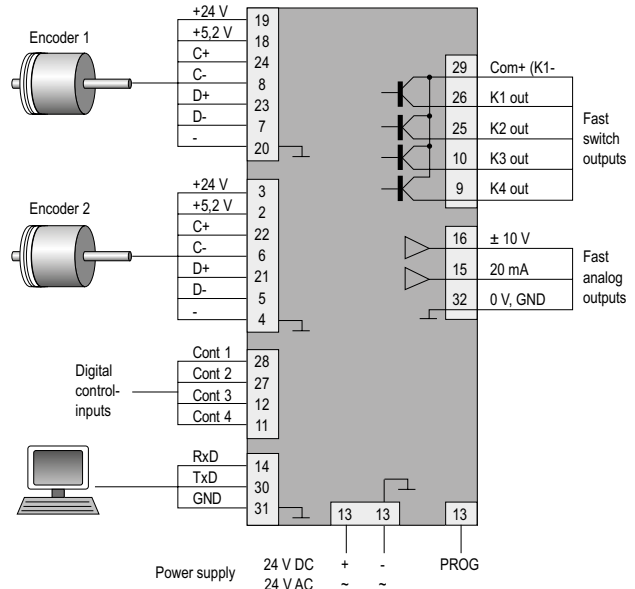 Encoder 1
+24 V 19
+5,2 V 18
C+ 24
C- 8
D+ 23
D- 7
- 20
Encoder 2
+24 V 3
+5,2 V 2
C+ 22
C- 6
D+ 21
D- 5
- 4
Digital
control-
inputs
Cont 1 28
Cont 2 27
Cont 3 12
Cont 4 11
RxD 14
TxD 30
GND 31
29 Com+ (K1-
26 K1 out
25 K2 out
10 K3 out
9 K4 out
Fast
switch
outputs
16 ± 10 V
15 20 mA
32 0 V, GND
Fast
analog
outputs
13 13 13
Power supply
24 V DC + - PROG
24 V AC ~ ~